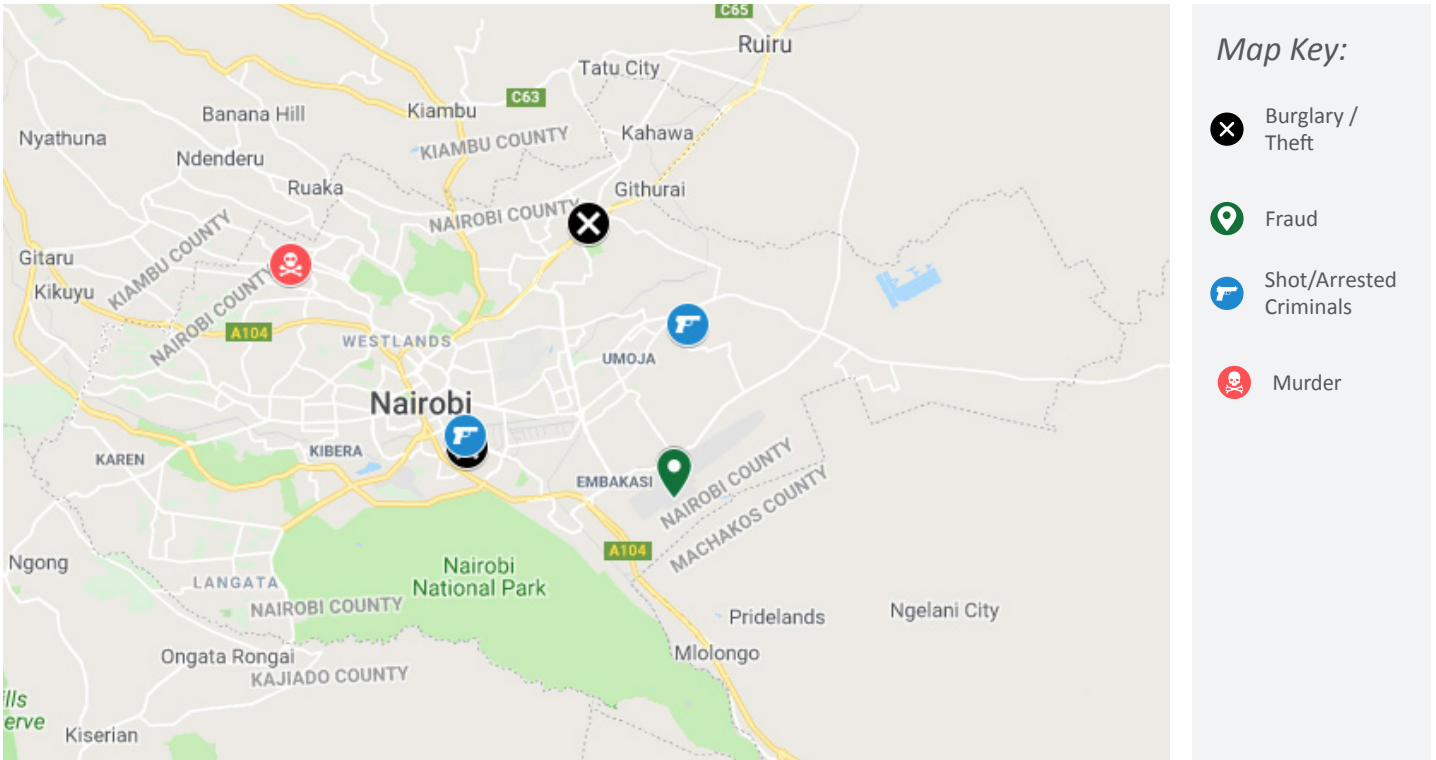 C65
Ruiru
Tatu City
C63
Banana Hill
Kiambu
Nyathuna
KIAMBU COUNTY
Kahawa
Ndenderu
Ruaka
Githurai
NAIROBI COUNTY
KIAMBU COUNTY
Gitaru
Kikuyu
NAIROBI COUNTY
A104
WESTLANDS
UMOJA
Nairobi
KAREN
KIBERA
EMBAKASI
NAIROBI COUNTY
MACHAKOS COUNTY
A104
Ngong
Nairobi
National Park
LANGATA
NAIROBI COUNTY
Pridelands
Ngelani City
Ongata Rongai
Mlolongo
KAJIADO COUNTY
ills
erve
Kiserian
Map Key:
Burglary /
Theft
Fraud
Shot/Arrested
Criminals
Murder